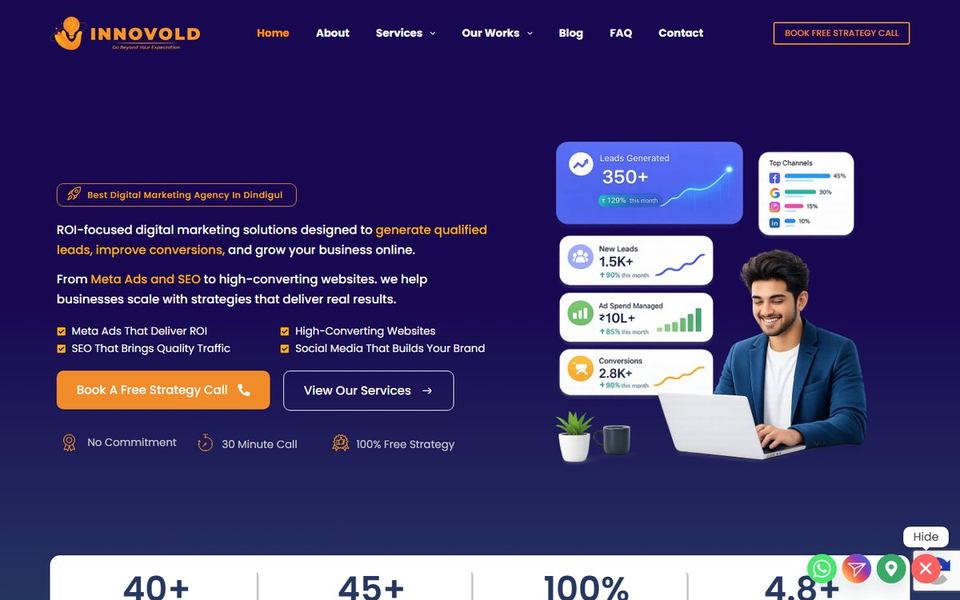 INNOVOLD
Go Beyond Your Expectation
Home
About
Services
Our Works
Blog
FAQ
Contact
BOOK FREE STRATEGY CALL
Best Digital Marketing Agency In Dindigul
ROI-focused digital marketing solutions designed to generate qualified
leads, improve conversions, and grow your business online.
From Meta Ads and SEO to high-converting websites. we help
businesses scale with strategies that deliver real results.
Meta Ads That Deliver ROI
High-Converting Websites
SEO That Brings Quality Traffic
Social Media That Builds Your Brand
Book A Free Strategy Call
View Our Services →
No Commitment
30 Minute Call
100% Free Strategy
Leads Generated
350+
↑ 129% this month
Top Channels
45%
30%
15%
in 10%
New Leads
1.5K+
↑ 90% this month
Ad Spend Managed
₹10L+
↑ 85% this month
Conversions
2.8K+
↑ 90% this month
Hide
40+
45+
100%
4.8+